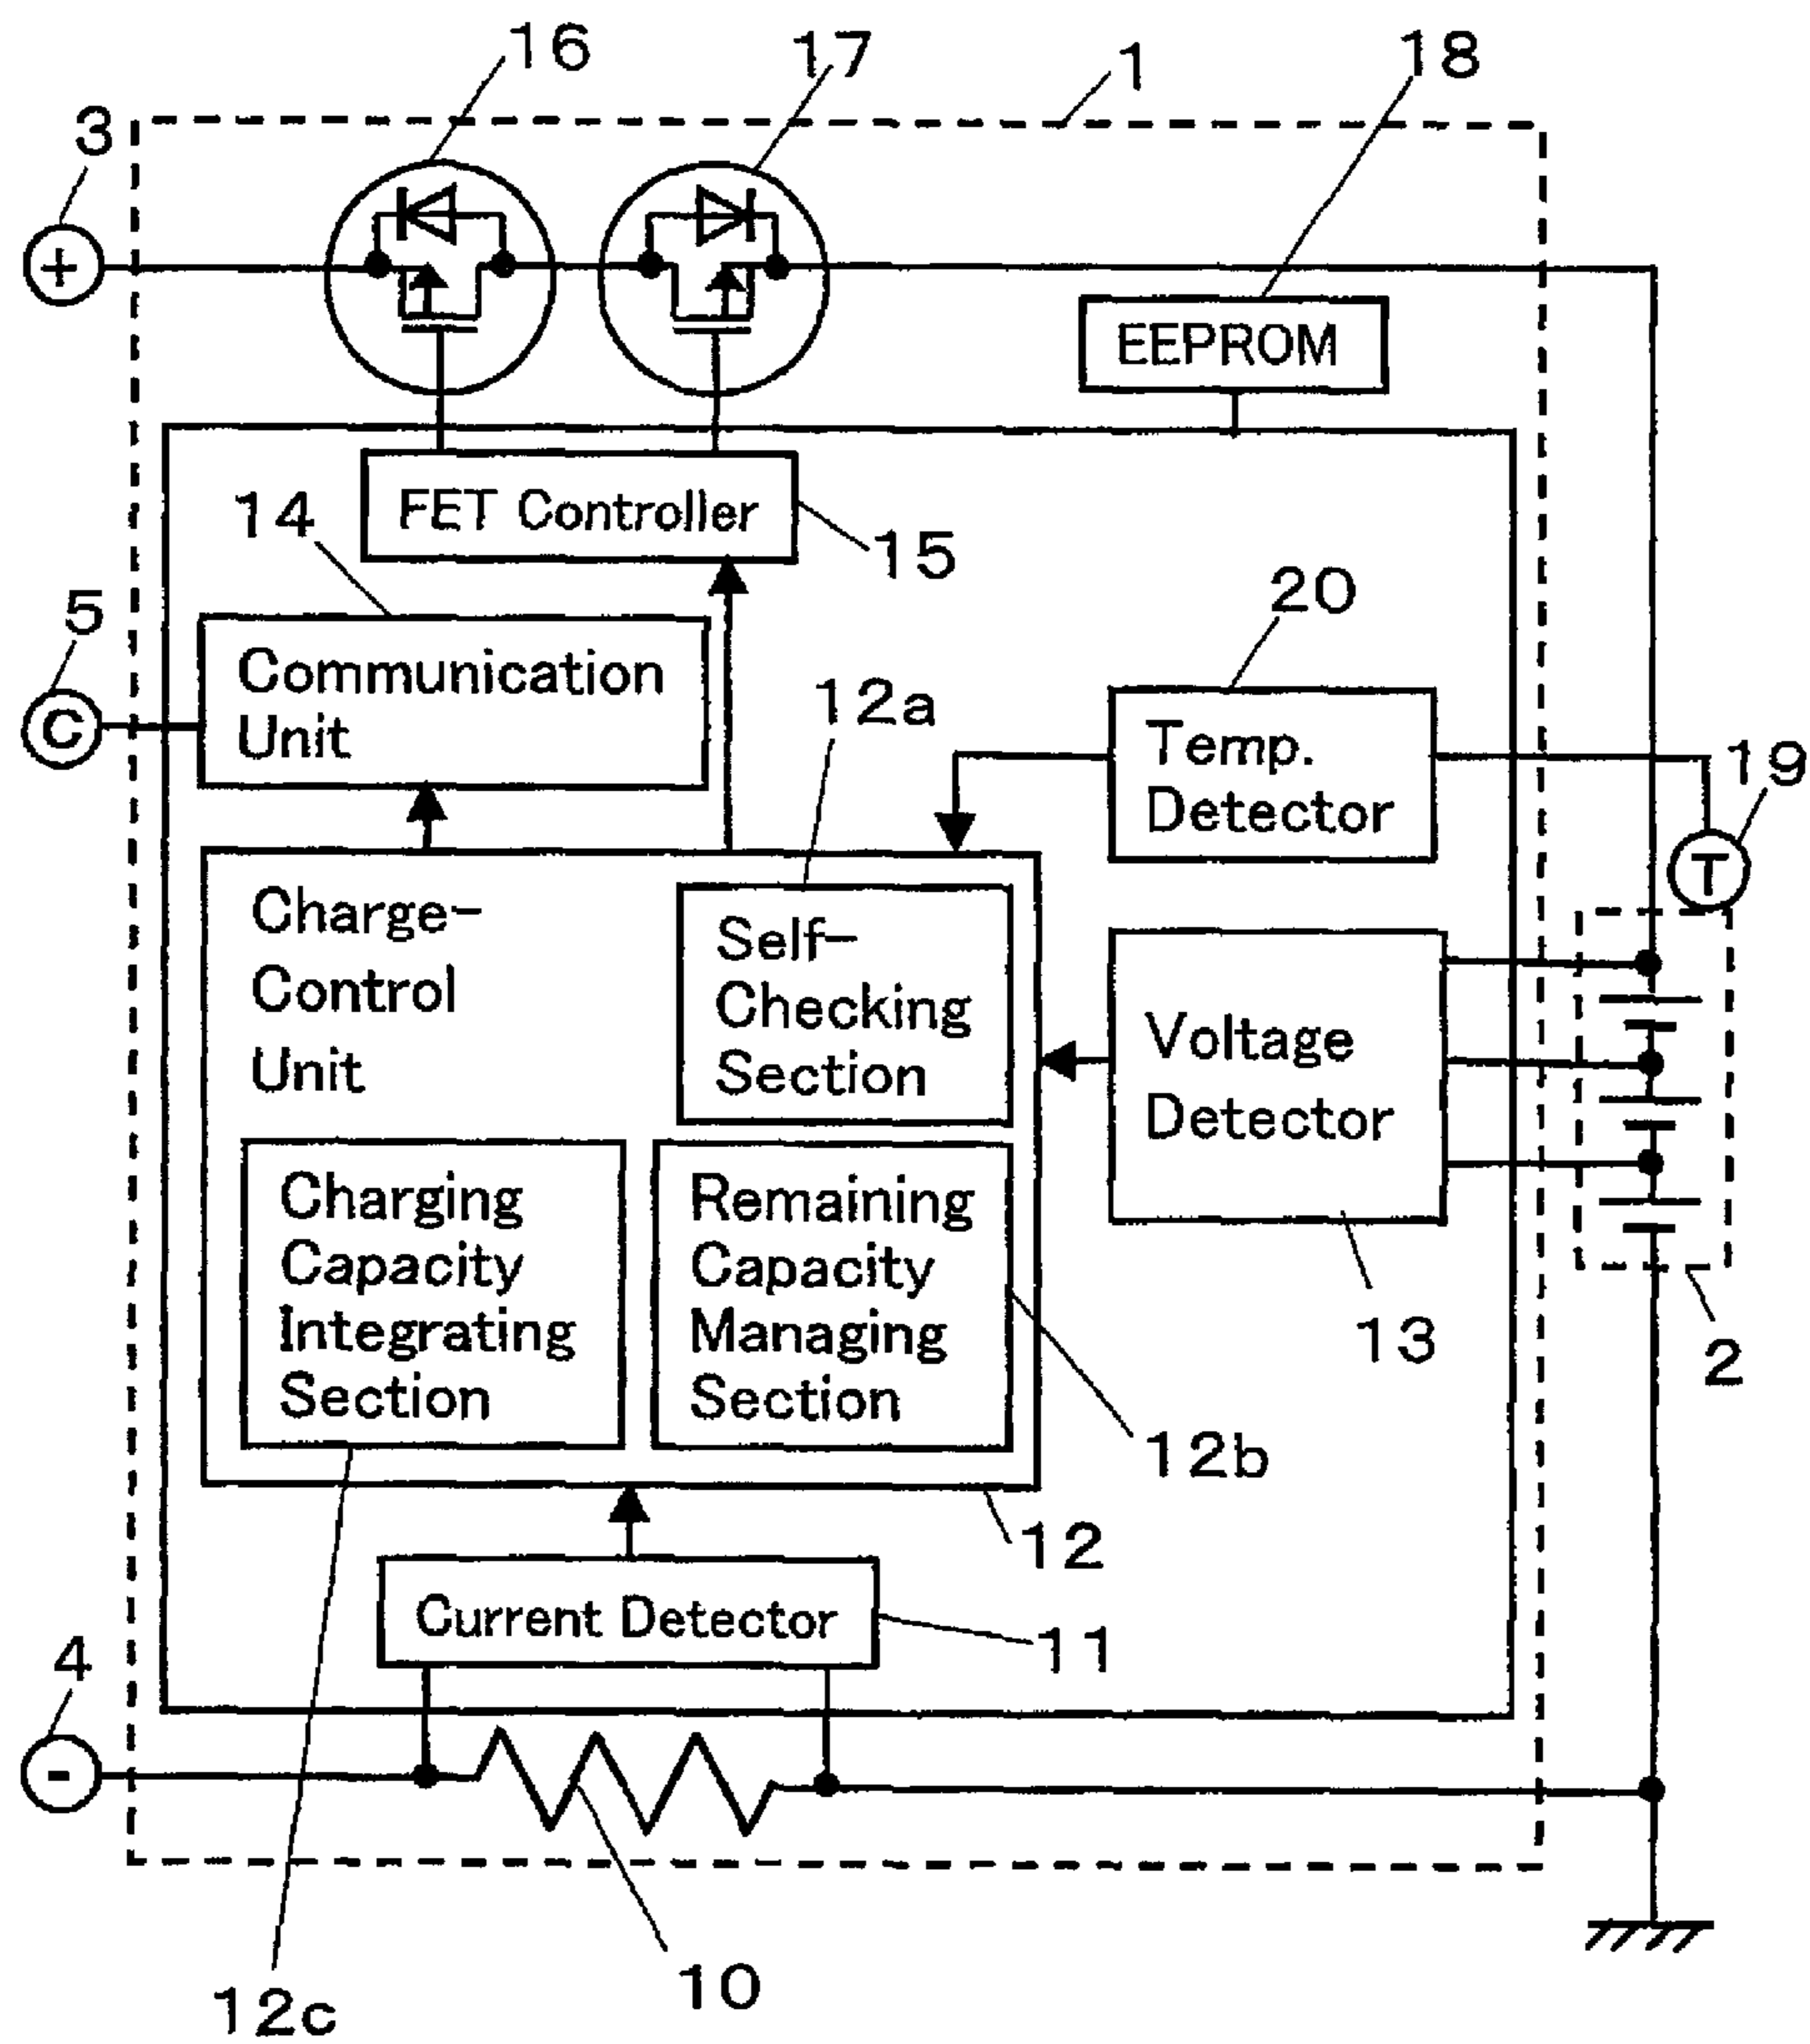 16
17
1
18
3
+
EEPROM
FET Controller
14
15
5
20
Communication
Unit
C
12a
Temp.
Detector
19
T
Charge-
Control
Unit
Self-
Checking
Section
Voltage
Detector
Charging
Capacity
Integrating
Section
Remaining
Capacity
Managing
Section
13
2
12b
12
Current Detector
11
4
-
10
12c